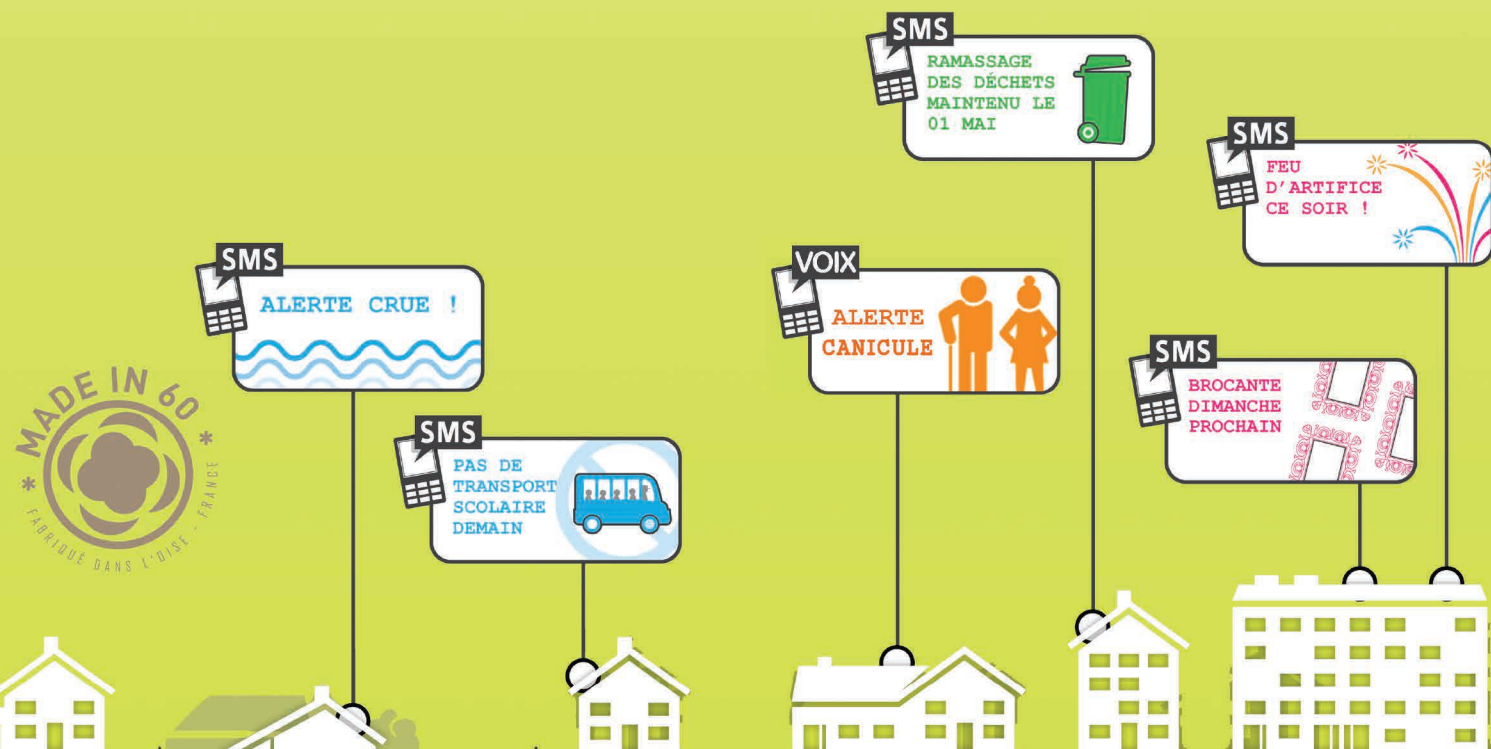 SMS
RAMASSAGE
DES DÉCHETS
MAINTENU LE
01 MAI
SMS
FEU
D'ARTIFICE
CE SOIR !
SMS
ALERTE CRUE !
VOIX
ALERTE
CANICULE
SMS
BROCANTE
DIMANCHE
PROCHAIN
SMS
PAS DE
TRANSPORT
SCOLAIRE
DEMAIN
* MADE IN 60 *
FABRIQUÉ DANS L'OISE - FRANCE